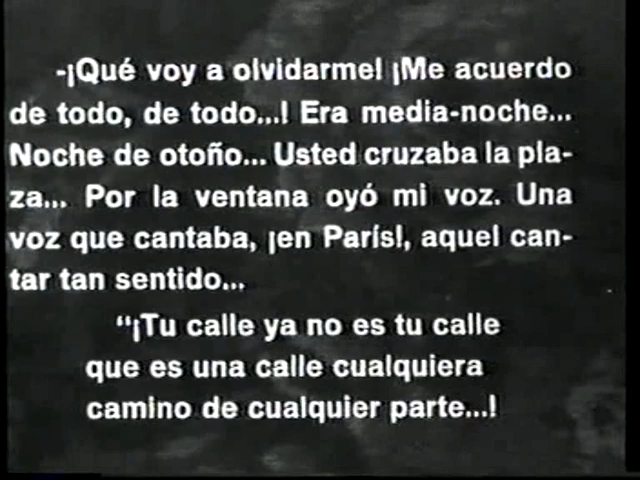 -¡Qué voy a olvidarme! ¡Me acuerdo
de todo, de todo...! Era media-noche...
Noche de otoño... Usted cruzaba la pla-
za... Por la ventana oyó mi voz. Una
voz que cantaba, ¡en París!, aquel can-
tar tan sentido...
“¡Tu calle ya no es tu calle
que es una calle cualquiera
camino de cualquier parte...!